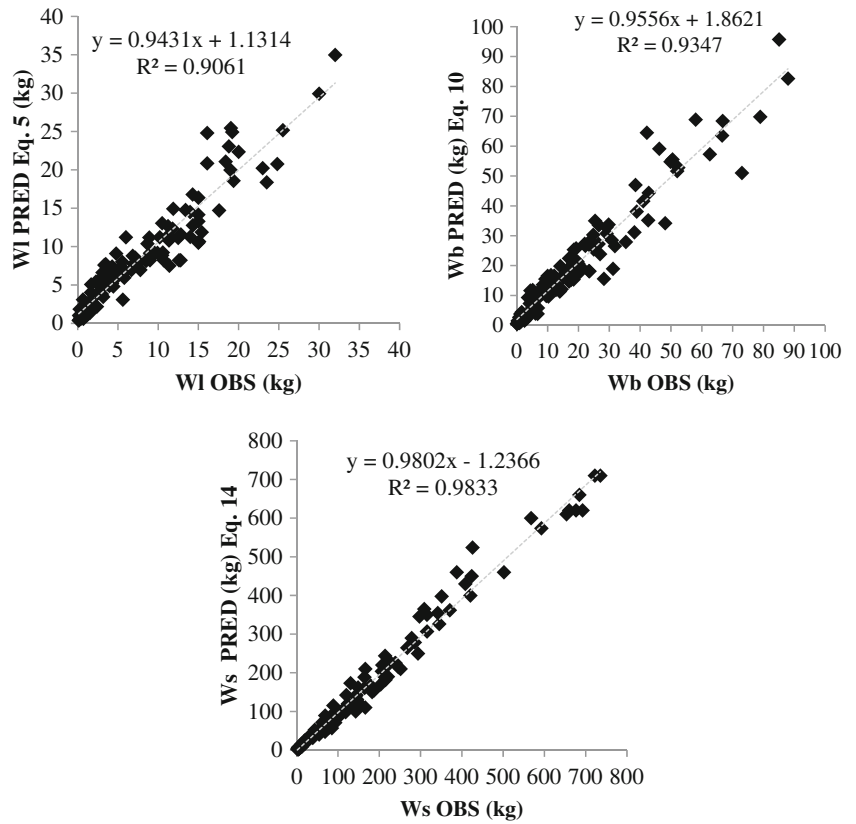 y = 0.9431x + 1.1314
R² = 0.9061
Wl PRED Eq. 5 (kg)
40
35
30
25
20
15
10
5
0
0 5 10 15 20 25 30 35 40
Wl OBS (kg)
y = 0.9556x + 1.8621
R² = 0.9347
Wb PRED (kg) Eq. 10
100
90
80
70
60
50
40
30
20
10
0
0 10 20 30 40 50 60 70 80 90 100
Wb OBS (kg)
y = 0.9802x - 1.2366
R² = 0.9833
Ws PRED (kg) Eq. 14
800
700
600
500
400
300
200
100
0
0 100 200 300 400 500 600 700 800
Ws OBS (kg)